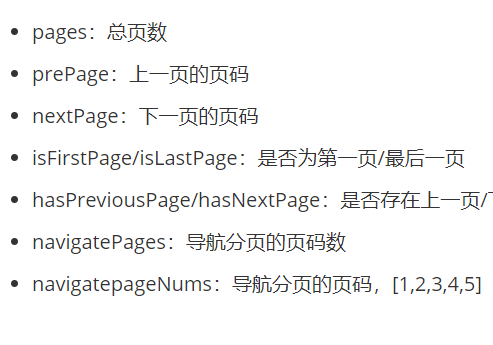 pages：总页数
prePage：上一页的页码
nextPage：下一页的页码
isFirstPage/isLastPage：是否为第一页/最后一页
hasPreviousPage/hasNextPage：是否存在上一页/
navigatePages：导航分页的页码数
navigatepageNums：导航分页的页码，[1,2,3,4,5]